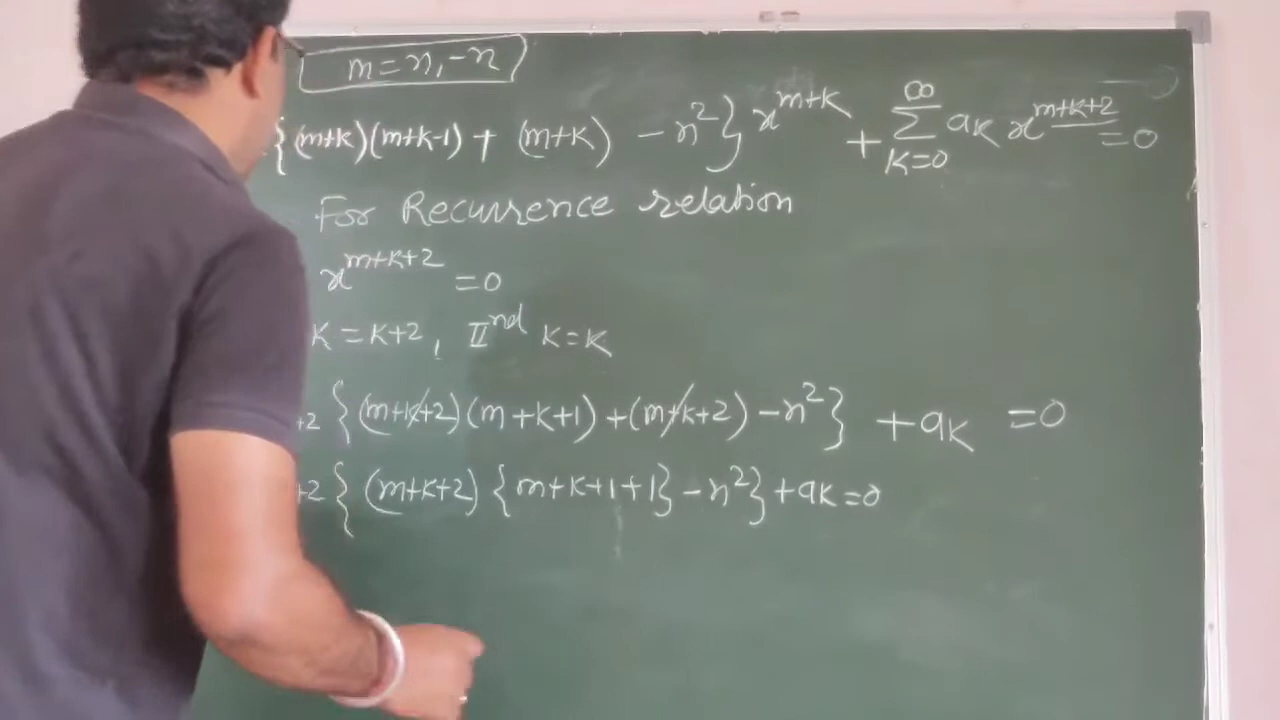 m = n, -n
{(m+k)(m+k-1) + (m+k) - n²} x^{m+k} + ∑_{k=0}^{∞} a_k x^{m+k+2} = 0
For Recurrence relation
x^{m+k+2} = 0
k = k+2, II^{nd} k = k
+2 {(m+k+2)(m+k+1) + (m+k+2) - n²} + a_k = 0
+2 {(m+k+2) {m+k+1+1} - n²} + a_k = 0